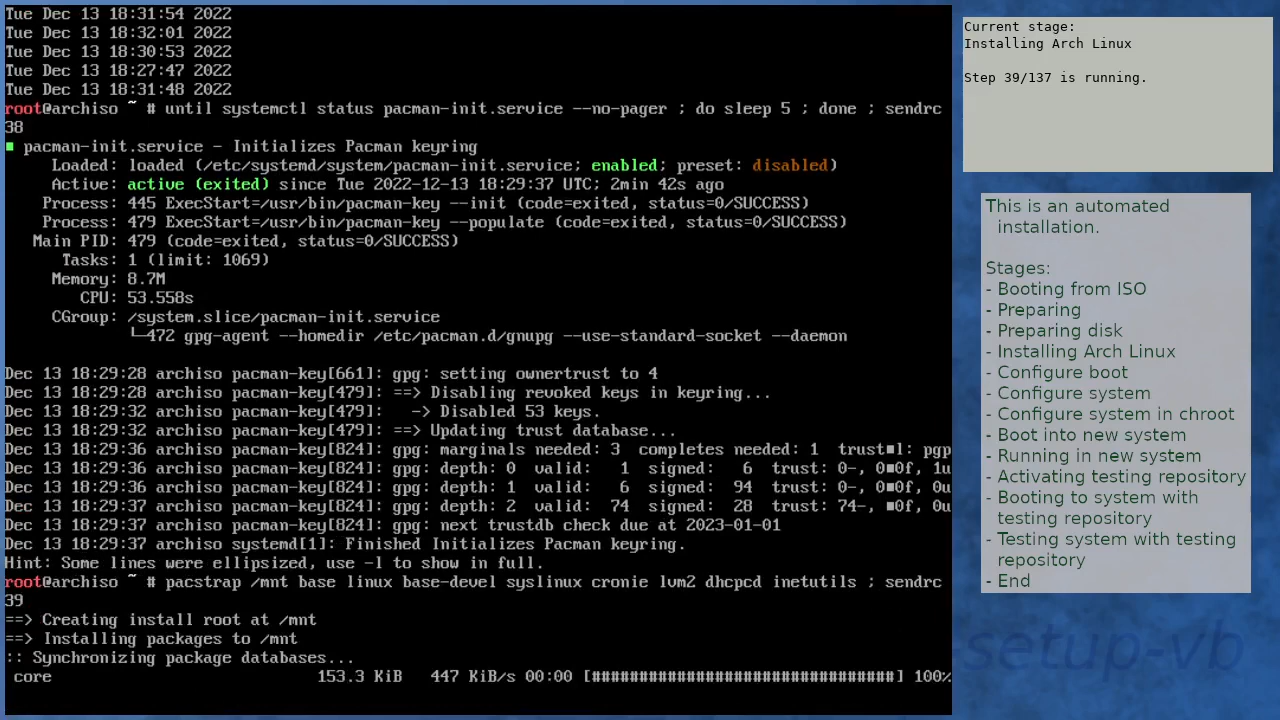 Tue Dec 13 18:31:54 2022
Tue Dec 13 18:32:01 2022
Tue Dec 13 18:30:53 2022
Tue Dec 13 18:27:47 2022
Tue Dec 13 18:31:48 2022
root@archiso ~ # until systemctl status pacman-init.service --no-pager ; do sleep 5 ; done ; sendrc
38
■ pacman-init.service - Initializes Pacman keyring
     Loaded: loaded (/etc/systemd/system/pacman-init.service; enabled; preset: disabled)
     Active: active (exited) since Tue 2022-12-13 18:29:37 UTC; 2min 42s ago
    Process: 445 ExecStart=/usr/bin/pacman-key --init (code=exited, status=0/SUCCESS)
    Process: 479 ExecStart=/usr/bin/pacman-key --populate (code=exited, status=0/SUCCESS)
   Main PID: 479 (code=exited, status=0/SUCCESS)
      Tasks: 1 (limit: 1069)
     Memory: 8.7M
        CPU: 53.558s
     CGroup: /system.slice/pacman-init.service
             └─472 gpg-agent --homedir /etc/pacman.d/gnupg --use-standard-socket --daemon
Dec 13 18:29:28 archiso pacman-key[661]: gpg: setting ownertrust to 4
Dec 13 18:29:28 archiso pacman-key[479]: ==> Disabling revoked keys in keyring...
Dec 13 18:29:32 archiso pacman-key[479]:   -> Disabled 53 keys.
Dec 13 18:29:32 archiso pacman-key[479]: ==> Updating trust database...
Dec 13 18:29:36 archiso pacman-key[824]: gpg: marginals needed: 3  completes needed: 1  trust■l: pgp
Dec 13 18:29:36 archiso pacman-key[824]: gpg: depth: 0  valid:   1  signed:   6  trust: 0-, 0■0f, 1u
Dec 13 18:29:36 archiso pacman-key[824]: gpg: depth: 1  valid:   6  signed:  94  trust: 0-, 0■0f, 0u
Dec 13 18:29:37 archiso pacman-key[824]: gpg: depth: 2  valid:  74  signed:  28  trust: 74-, ■0f, 0u
Dec 13 18:29:37 archiso pacman-key[824]: gpg: next trustdb check due at 2023-01-01
Dec 13 18:29:37 archiso systemd[1]: Finished Initializes Pacman keyring.
Hint: Some lines were ellipsized, use -l to show in full.
root@archiso ~ # pacstrap /mnt base linux base-devel syslinux cronie lvm2 dhcpcd inetutils ; sendrc
39
==> Creating install root at /mnt
==> Installing packages to /mnt
:: Synchronizing package databases...
 core                            153.3 KiB   447 KiB/s 00:00 [################################] 100%
Current stage:
Installing Arch Linux
Step 39/137 is running.
This is an automated
installation.
Stages:
- Booting from ISO
- Preparing
- Preparing disk
- Installing Arch Linux
- Configure boot
- Configure system
- Configure system in chroot
- Boot into new system
- Running in new system
- Activating testing repository
- Booting to system with
testing repository
- Testing system with testing
repository
- End
-setup-vb